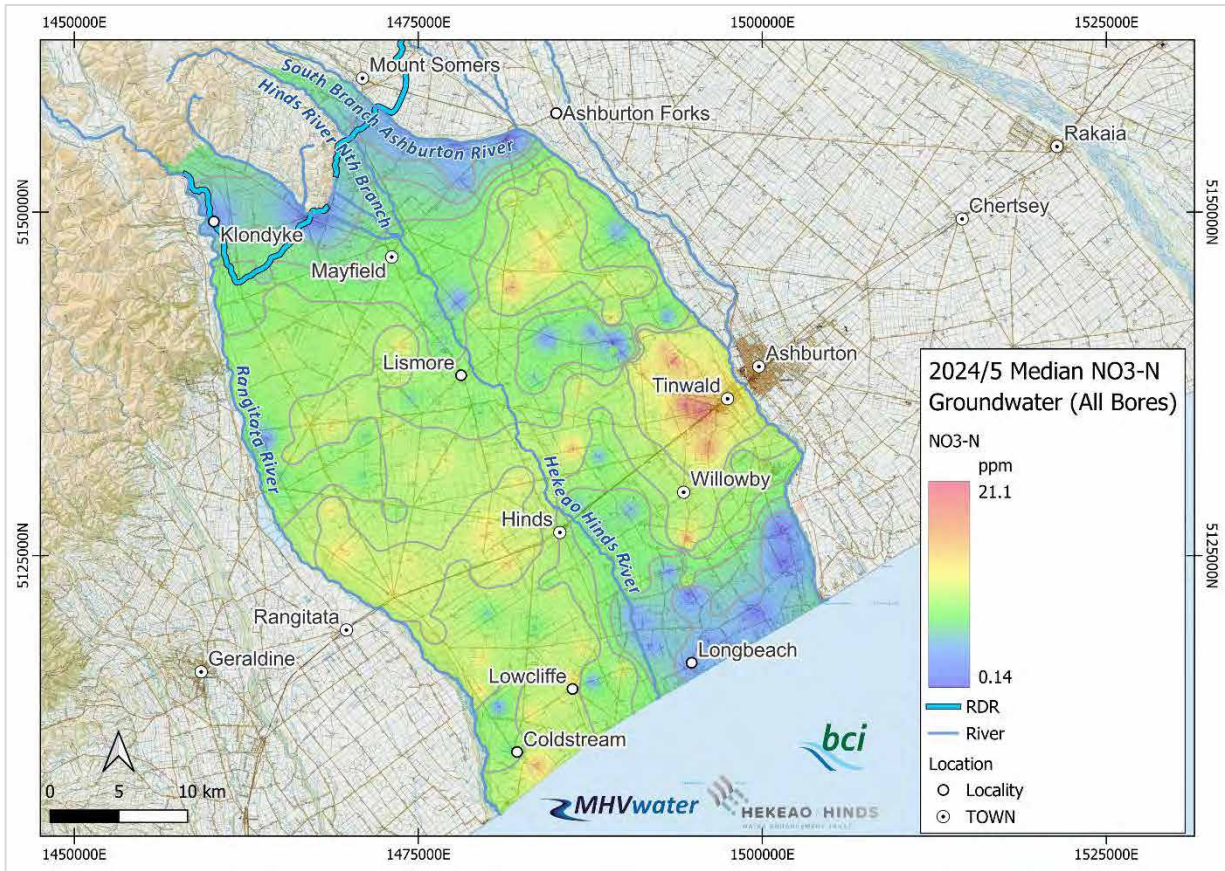 1450000E
1475000E
1500000E
1525000E
Mount Somers
South Branch Ashburton River
Hinds River Nth Branch
Ashburton Forks
Rakaia
5150000N
5150000N
Klondyke
Chertsey
Mayfield
Lismore
Ashburton
Tinwald
Rangitata River
Hekeao Hinds River
Willowby
Hinds
5125000N
5125000N
Rangitata
Geraldine
Longbeach
Lowcliffe
Coldstream
2024/5 Median NO3-N
Groundwater (All Bores)
NO3-N
ppm
21.1
0.14
RDR
River
Location
Locality
TOWN
0 5 10 km
bci
MHVwater
HEKEAO HINDS
WATER ENHANCEMENT TRUST
1450000E
1475000E
1500000E
1525000E